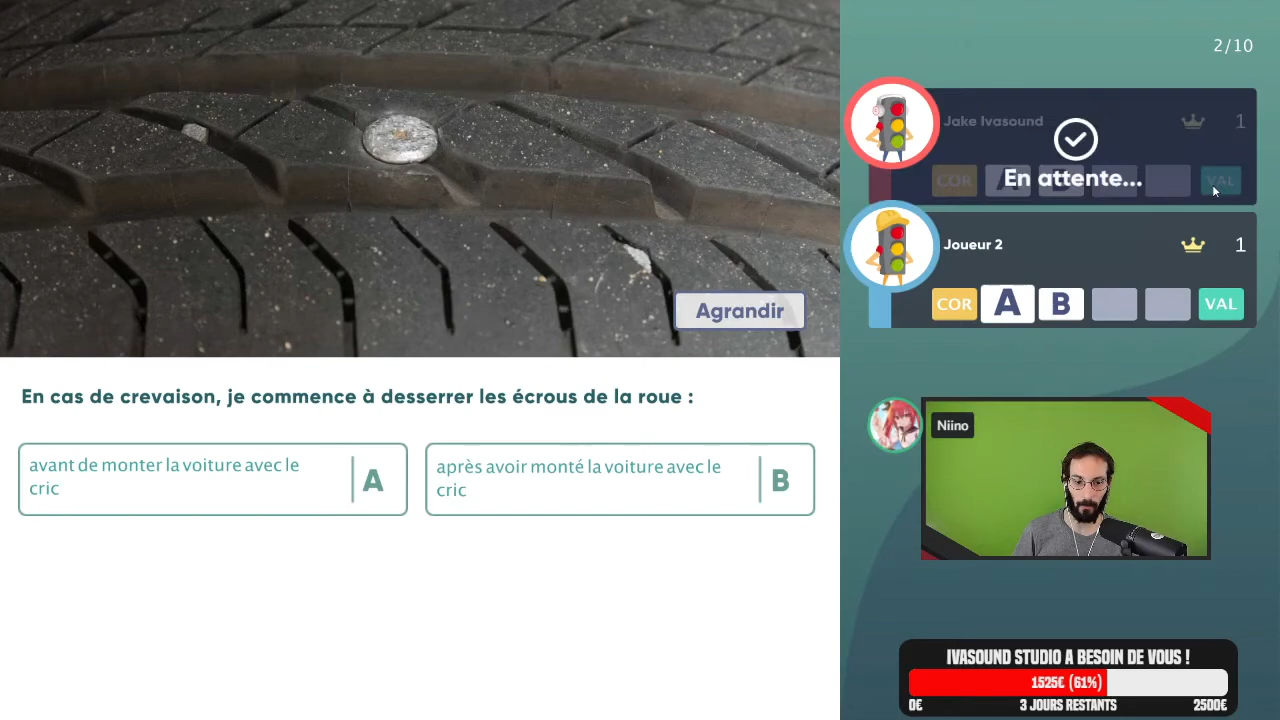 Agrandir
En cas de crevaison, je commence à desserrer les écrous de la roue :
avant de monter la voiture avec le
cric
A
après avoir monté la voiture avec le
cric
B
2/10
Jake Ivasound
1
COR
A
B
VAL
En attente...
Joueur 2
1
COR
A
B
VAL
Niino
IVASOUND STUDIO A BESOIN DE VOUS !
1525€ (61%)
0€
3 JOURS RESTANTS
2500€